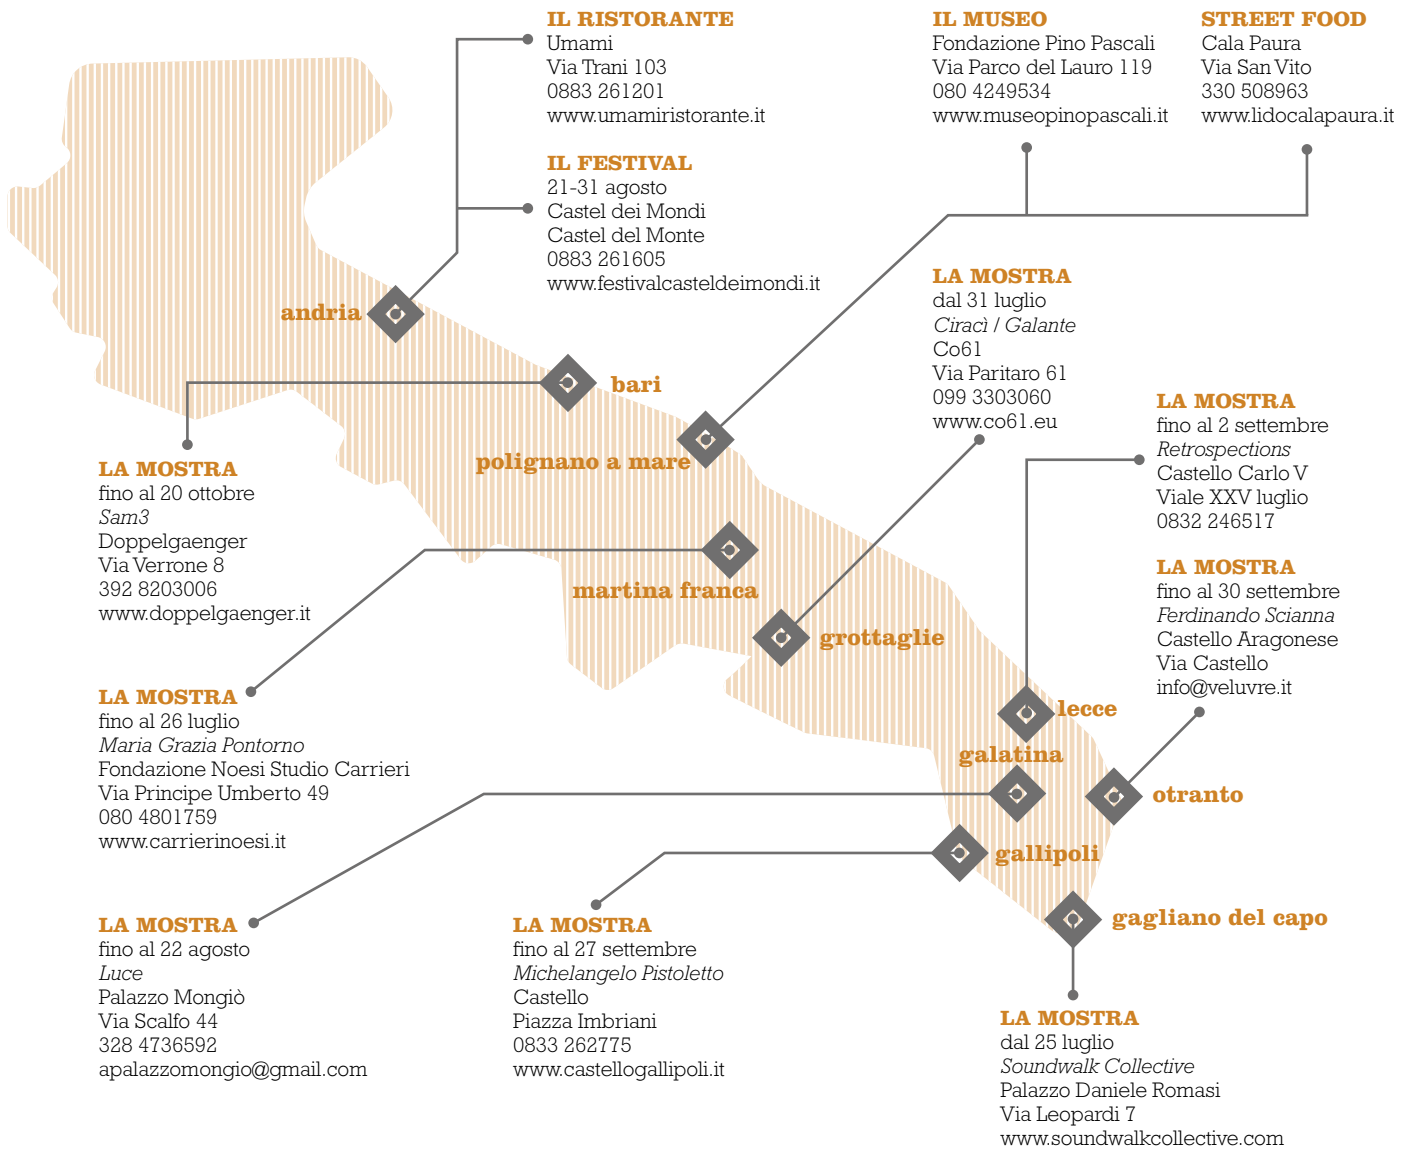 IL RISTORANTE
Umami
Via Trani 103
0883 261201
www.umamiristorante.it
IL FESTIVAL
21-31 agosto
Castel dei Mondi
Castel del Monte
0883 261605
www.festivalcasteldeimondi.it
IL MUSEO
Fondazione Pino Pascali
Via Parco del Lauro 119
080 4249534
www.museopinopascali.it
STREET FOOD
Cala Paura
Via San Vito
330 508963
www.lidocalapaura.it
LA MOSTRA
dal 31 luglio
Ciracì / Galante
Co61
Via Paritaro 61
099 3303060
www.co61.eu
LA MOSTRA
fino al 2 settembre
Retrospections
Castello Carlo V
Viale XXV luglio
0832 246517
LA MOSTRA
fino al 30 settembre
Ferdinando Scianna
Castello Aragonese
Via Castello
info@veluvre.it
andria
bari
polignano a mare
martina franca
grottaglie
lecce
galatina
otranto
gallipoli
gagliano del capo
LA MOSTRA
fino al 20 ottobre
Sam3
Doppelgaenger
Via Verrone 8
392 8203006
www.doppelgaenger.it
LA MOSTRA
fino al 26 luglio
Maria Grazia Pontorno
Fondazione Noesi Studio Carrieri
Via Principe Umberto 49
080 4801759
www.carrierinoesi.it
LA MOSTRA
fino al 22 agosto
Luce
Palazzo Mongiò
Via Scalfo 44
328 4736592
apalazzomongio@gmail.com
LA MOSTRA
fino al 27 settembre
Michelangelo Pistoletto
Castello
Piazza Imbriani
0833 262775
www.castellogallipoli.it
LA MOSTRA
dal 25 luglio
Soundwalk Collective
Palazzo Daniele Romasi
Via Leopardi 7
www.soundwalkcollective.com